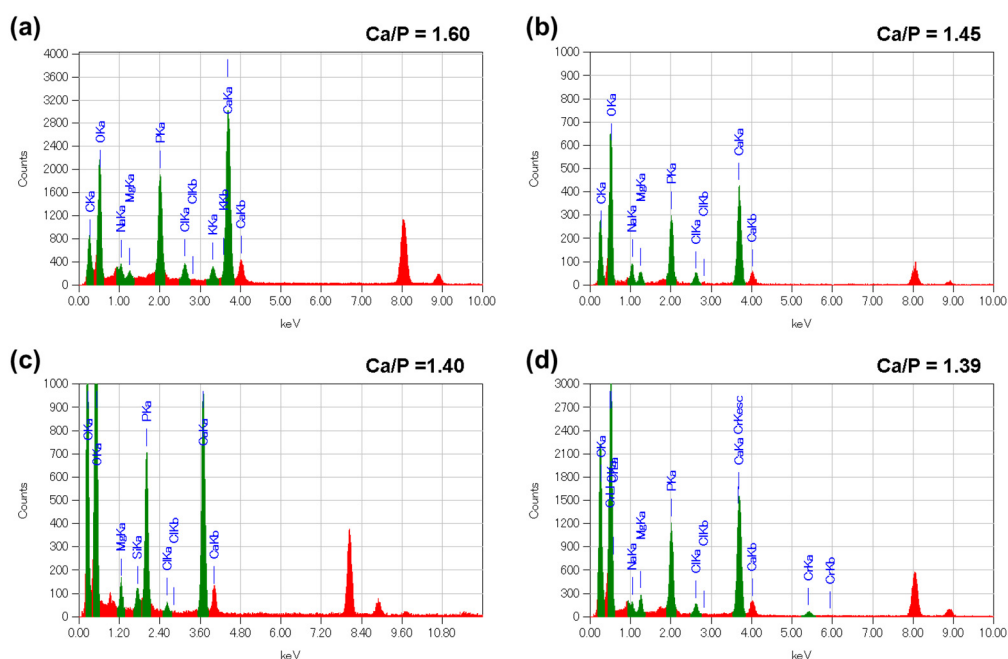 (a)
Ca/P = 1.60
4000
3600
3200
2800
2400
2000
1600
1200
800
400
0
Counts
CKa
OKa
NaKa
MgKa
PKa
ClKa
ClKb
KKa
KKb
CaKa
CaKb
0.00 1.00 2.00 3.00 4.00 5.00 6.00 7.00 8.00 9.00 10.00
keV
(b)
Ca/P = 1.45
1000
900
800
700
600
500
400
300
200
100
0
Counts
CKa
OKa
NaKa
MgKa
PKa
ClKa
ClKb
CaKa
CaKb
0.00 1.00 2.00 3.00 4.00 5.00 6.00 7.00 8.00 9.00 10.00
keV
(c)
Ca/P =1.40
1000
900
800
700
600
500
400
300
200
100
0
Counts
CKa
OKa
MgKa
SiKa
PKa
ClKa
ClKb
CaKa
CaKb
0.00 1.20 2.40 3.60 4.80 6.00 7.20 8.40 9.60 10.80
keV
(d)
Ca/P = 1.39
3000
2700
2400
2100
1800
1500
1200
900
600
300
0
Counts
CKa
OKa
NaKa
MgKa
PKa
ClKa
ClKb
CaKa
CrKesc
CaKb
CrKa
CrKb
0.00 1.00 2.00 3.00 4.00 5.00 6.00 7.00 8.00 9.00 10.00
keV